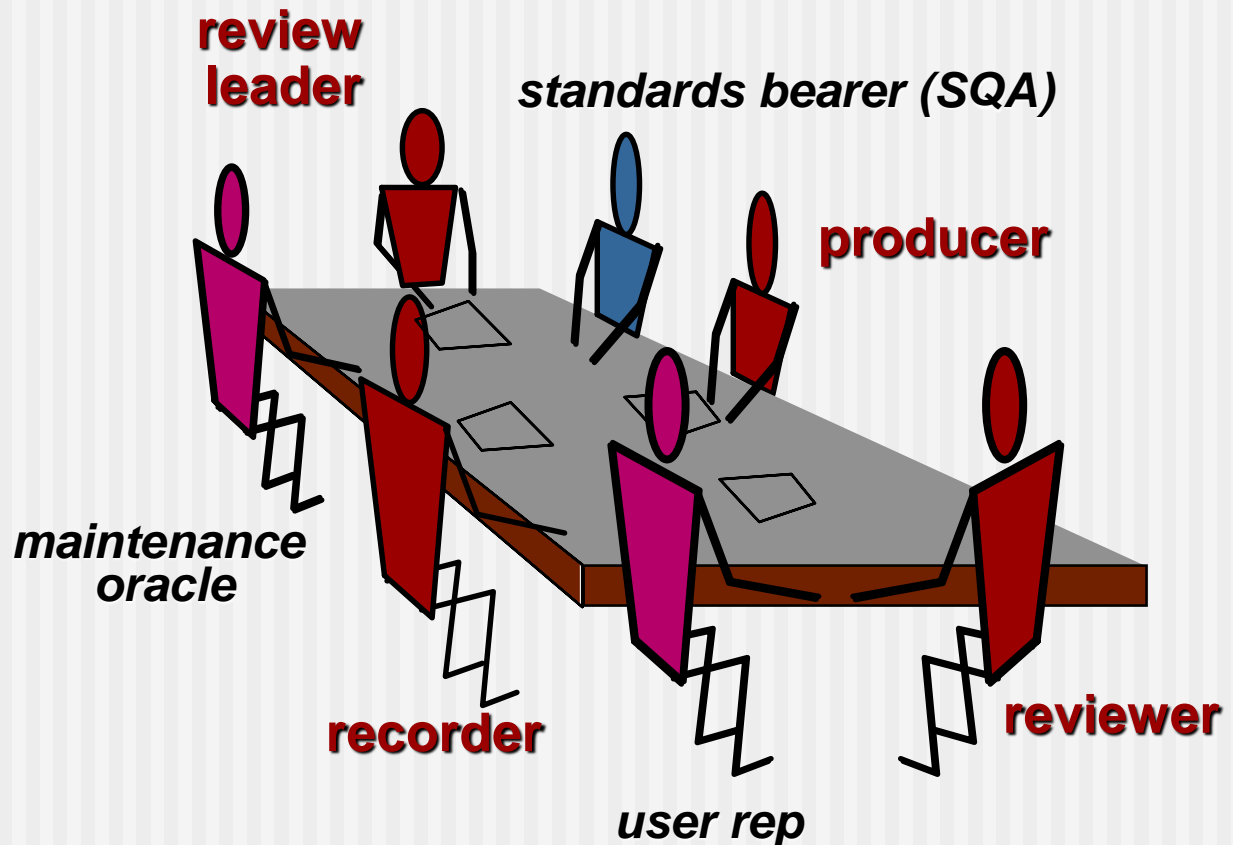 review
leader
standards bearer (SQA)
producer
maintenance
oracle
recorder
reviewer
user rep